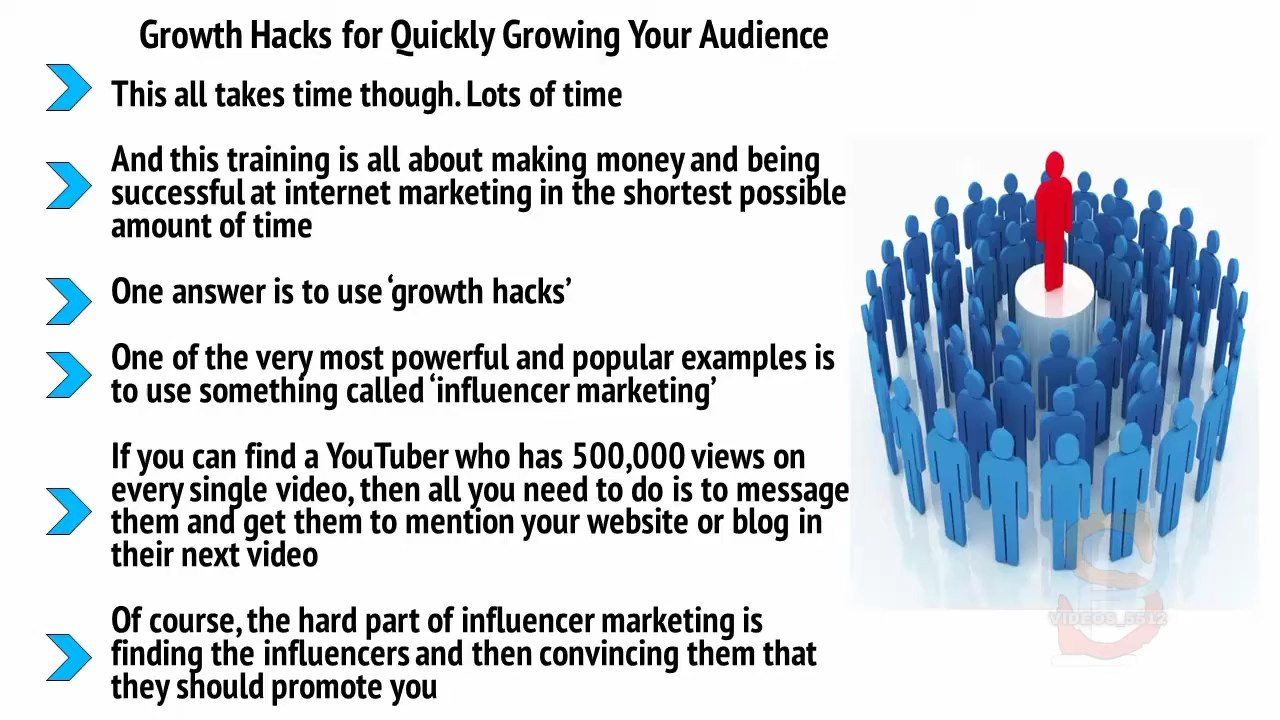 Growth Hacks for Quickly Growing Your Audience
This all takes time though. Lots of time
And this training is all about making money and being
successful at internet marketing in the shortest possible
amount of time
One answer is to use ‘growth hacks’
One of the very most powerful and popular examples is
to use something called ‘influencer marketing’
If you can find a YouTuber who has 500,000 views on
every single video, then all you need to do is to message
them and get them to mention your website or blog in
their next video
Of course, the hard part of influencer marketing is
finding the influencers and then convincing them that
they should promote you
VIDEOS_5512